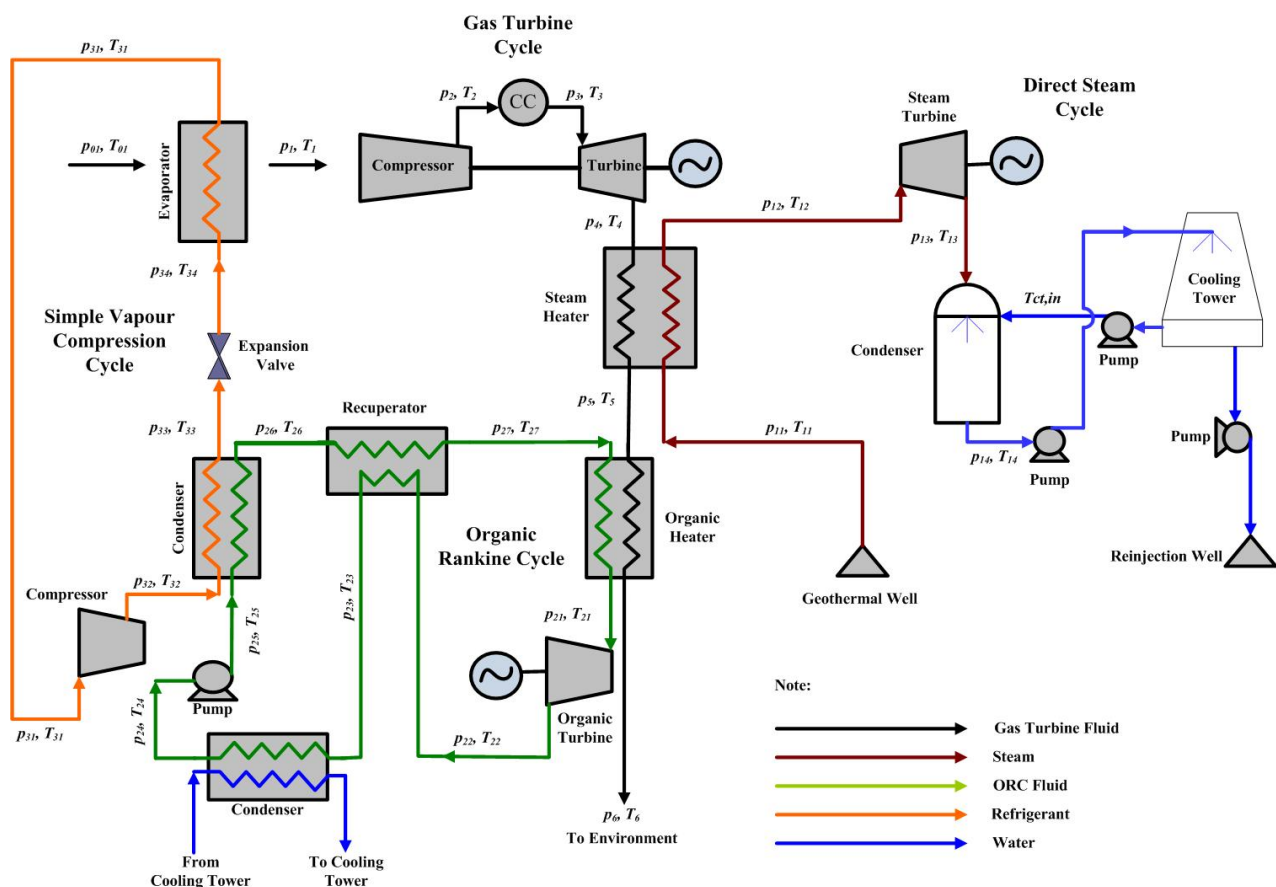 p31, T31
Gas Turbine
Cycle
p2, T2
CC
p3, T3
Steam
Turbine
Direct Steam
Cycle
p01, T01
Evaporator
p1, T1
Compressor
Turbine
p4, T4
p12, T12
p13, T13
p34, T34
Simple Vapour
Compression
Cycle
Expansion
Valve
Steam
Heater
Tct,in
Cooling
Tower
Condenser
Pump
p33, T33
p26, T26
Recuperator
p27, T27
p5, T5
p11, T11
p14, T14
Pump
Pump
Condenser
Organic
Rankine Cycle
Organic
Heater
Reinjection Well
Geothermal Well
Compressor
p32, T32
p25, T25
p23, T23
p21, T21
Pump
p24, T24
p31, T31
Organic
Turbine
p22, T22
Condenser
From
Cooling Tower
To Cooling
Tower
p6, T6
To Environment
Note:
Gas Turbine Fluid
Steam
ORC Fluid
Refrigerant
Water